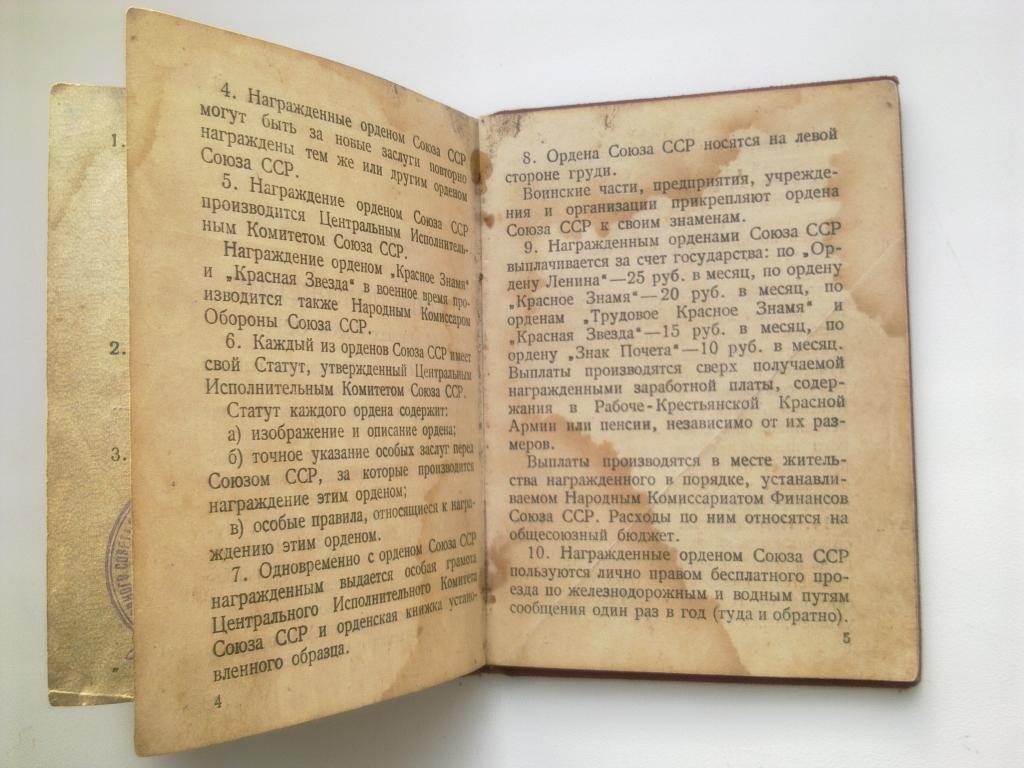 1.
2.
3.
НОГО СОВЕТ
4. Награжденные орденом Союза ССР
могут быть за новые заслуги повторно
награждены тем же или другим орденом
Союза ССР.
5. Награждение орденом Союза ССР
производится Центральным Исполнитель-
ным Комитетом Союза ССР.
Награждение орденом „Красное Знамя"
и „Красная Звезда" в военное время про-
изводится также Народным Комиссаром
Обороны Союза ССР.
6. Каждый из орденов Союза ССР имеет
свой Статут, утвержденный Центральным
Исполнительным Комитетом Союза ССР.
Статут каждого ордена содержит:
а) изображение и описание ордена;
б) точное указание особых заслуг перед
Союзом ССР, за которые производится
награждение этим орденом;
в) особые правила, относящиеся к награ-
ждению этим орденом.
7. Одновременно с орденом Союза ССР
награжденным выдается особая грамота
Центрального Исполнительного Комитета
Союза ССР и орденская книжка устано-
вленного образца.
4
8. Ордена Союза ССР носятся на левой
стороне груди.
Воинские части, предприятия, учрежде-
ния и организации прикрепляют ордена
Союза ССР к своим знаменам.
9. Награжденным орденами Союза ССР
выплачивается за счет государства: по „Ор-
дену Ленина"—25 руб. в месяц, по ордену
„Красное Знамя"—20 руб. в месяц, по
орденам „Трудовое Красное Знамя" и
„Красная Звезда"—15 руб. в месяц, по
ордену „Знак Почета"—10 руб. в месяц.
Выплаты производятся сверх получаемой
награжденными заработной платы, содер-
жания в Рабоче-Крестьянской Красной
Армии или пенсии, независимо от их раз-
меров.
Выплаты производятся в месте житель-
ства награжденного в порядке, устанавли-
ваемом Народным Комиссариатом Финансов
Союза ССР. Расходы по ним относятся на
общесоюзный бюджет.
10. Награжденные орденом Союза ССР
пользуются лично правом бесплатного про-
езда по железнодорожным и водным путям
сообщения один раз в год (туда и обратно).
5